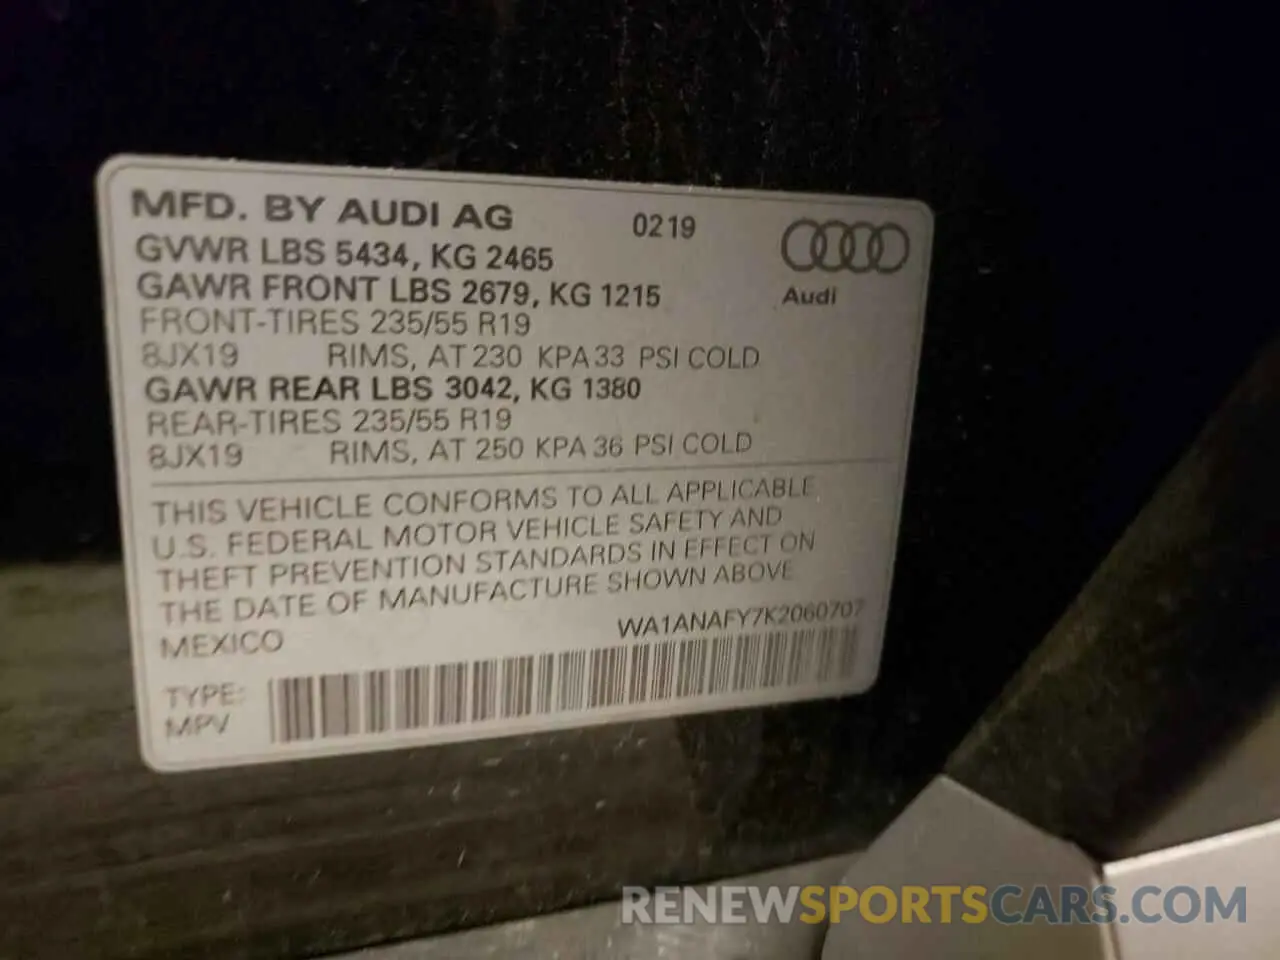 MFD. BY AUDI AG 0219
GVWR LBS 5434, KG 2465
GAWR FRONT LBS 2679, KG 1215
Audi
FRONT-TIRES 235/55 R19
8JX19 RIMS, AT 230 KPA 33 PSI COLD
GAWR REAR LBS 3042, KG 1380
REAR-TIRES 235/55 R19
8JX19 RIMS, AT 250 KPA 36 PSI COLD
THIS VEHICLE CONFORMS TO ALL APPLICABLE
U.S. FEDERAL MOTOR VEHICLE SAFETY AND
THEFT PREVENTION STANDARDS IN EFFECT ON
THE DATE OF MANUFACTURE SHOWN ABOVE
MEXICO WA1ANAFY7K2060707
TYPE:
MPV
RENEWSPORTSCARS.COM